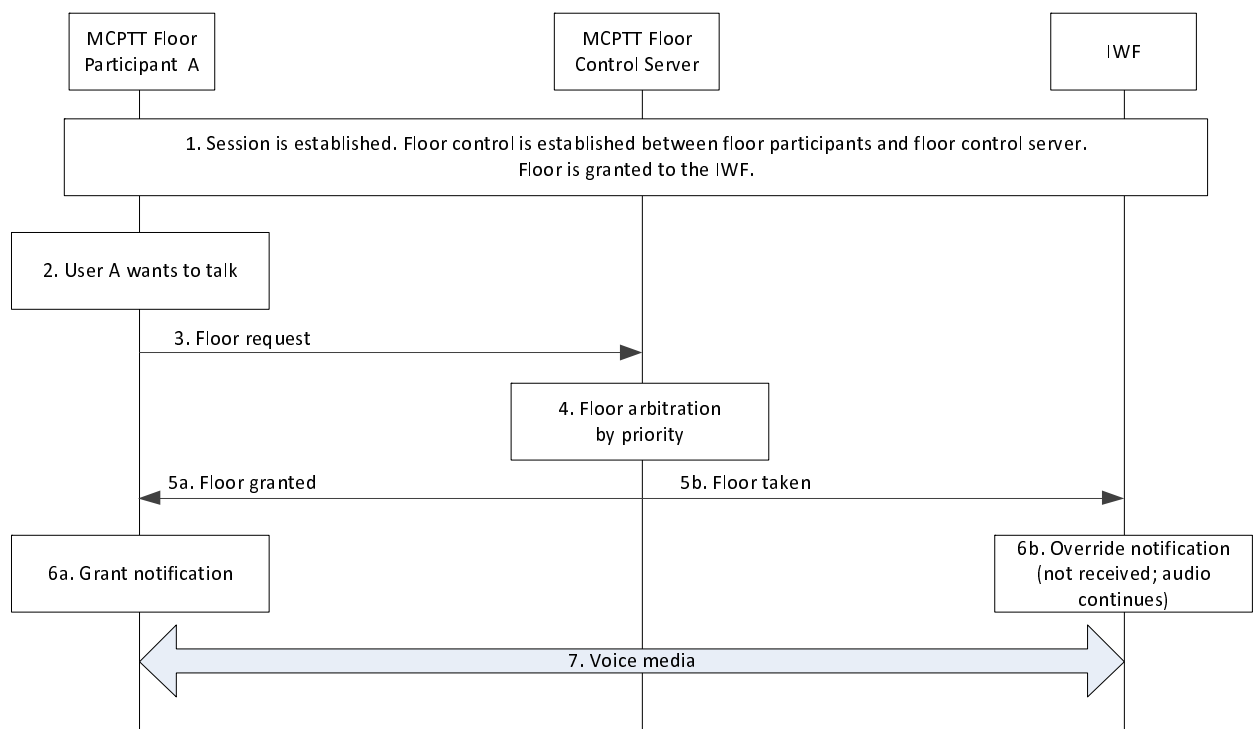 MCPTT Floor
Participant A
MCPTT Floor
Control Server
IWF
1. Session is established. Floor control is established between floor participants and floor control server.
Floor is granted to the IWF.
2. User A wants to talk
3. Floor request
4. Floor arbitration
by priority
5a. Floor granted
5b. Floor taken
6a. Grant notification
6b. Override notification
(not received; audio
continues)
7. Voice media